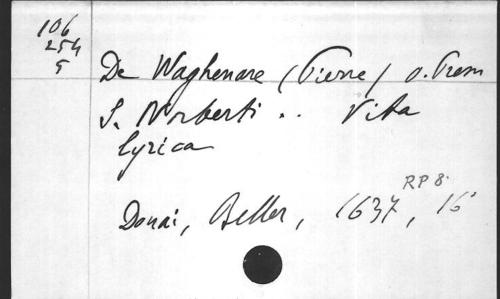 106
254
5
De Waghenare (Pierre) o. Prem
S. Norberti .. Vita
lyrica
RP 8.
Douai, Beller, 1637, 16°